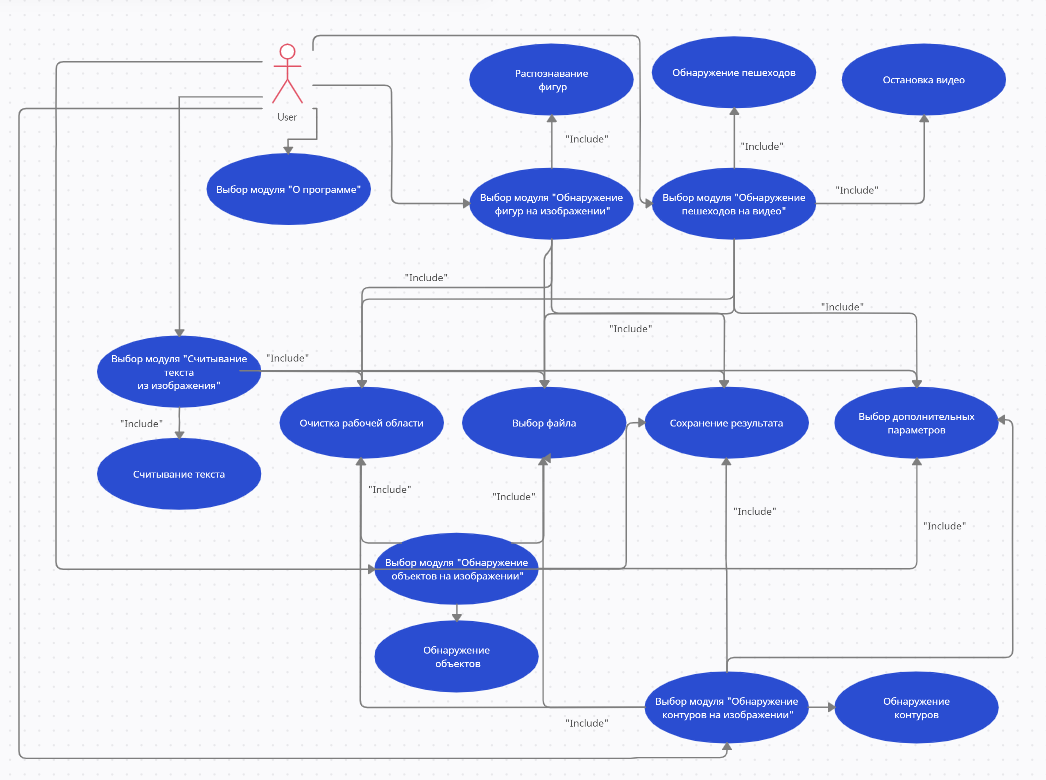 User
Распознавание
фигур
Обнаружение пешеходов
Остановка видео
"Include"
"Include"
Выбор модуля "О программе"
Выбор модуля "Обнаружение
фигур на изображении"
Выбор модуля "Обнаружение
пешеходов на видео"
"Include"
"Include"
"Include"
"Include"
Выбор модуля "Считывание
текста
из изображения"
"Include"
"Include"
Очистка рабочей области
Выбор файла
Сохранение результата
Выбор дополнительных
параметров
Считывание текста
"Include"
"Include"
"Include"
"Include"
Выбор модуля "Обнаружение
объектов на изображении"
Обнаружение
объектов
Выбор модуля "Обнаружение
контуров на изображении"
Обнаружение
контуров
"Include"